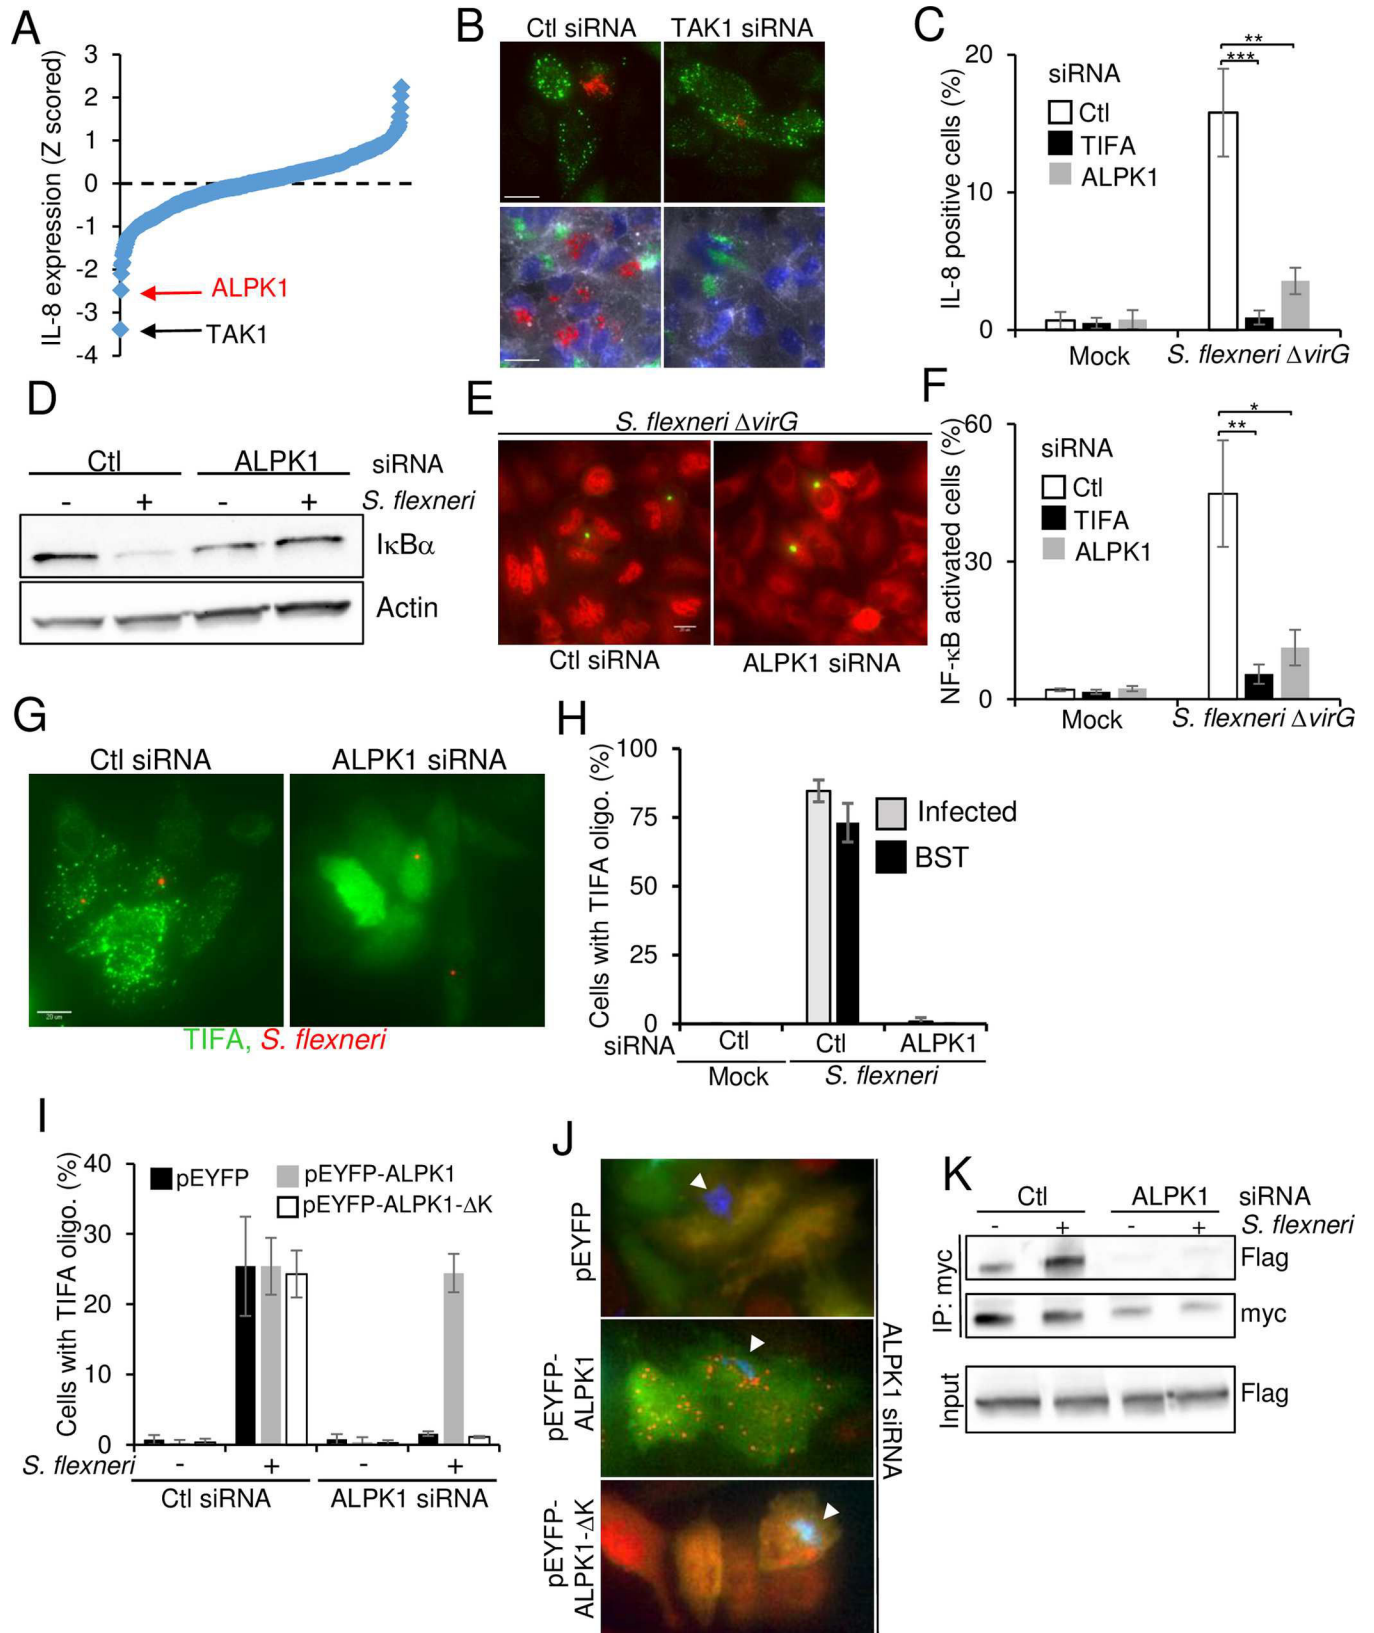 A
IL-8 expression (Z scored)
3
2
1
0
-1
-2
-3
-4
ALPK1
TAK1
B
Ctl siRNA
TAK1 siRNA
C
IL-8 positive cells (%)
20
10
0
siRNA
Ctl
TIFA
ALPK1
**
***
Mock
S. flexneri ΔvirG
D
Ctl
ALPK1
siRNA
-
+
-
+
S. flexneri
IκBα
Actin
E
S. flexneri ΔvirG
Ctl siRNA
ALPK1 siRNA
F
NF-κB activated cells (%)
60
30
0
siRNA
Ctl
TIFA
ALPK1
*
**
Mock
S. flexneri ΔvirG
G
Ctl siRNA
ALPK1 siRNA
20 um
TIFA, S. flexneri
H
Cells with TIFA oligo. (%)
100
75
50
25
0
Infected
BST
siRNA
Ctl
Ctl
ALPK1
Mock
S. flexneri
I
Cells with TIFA oligo. (%)
40
30
20
10
0
pEYFP
pEYFP-ALPK1
pEYFP-ALPK1-ΔK
S. flexneri
-
+
-
+
Ctl siRNA
ALPK1 siRNA
J
pEYFP
pEYFP-
ALPK1
pEYFP-
ALPK1-ΔK
ALPK1 siRNA
K
Ctl
ALPK1
siRNA
-
+
-
+
S. flexneri
IP: myc
Flag
myc
Input
Flag